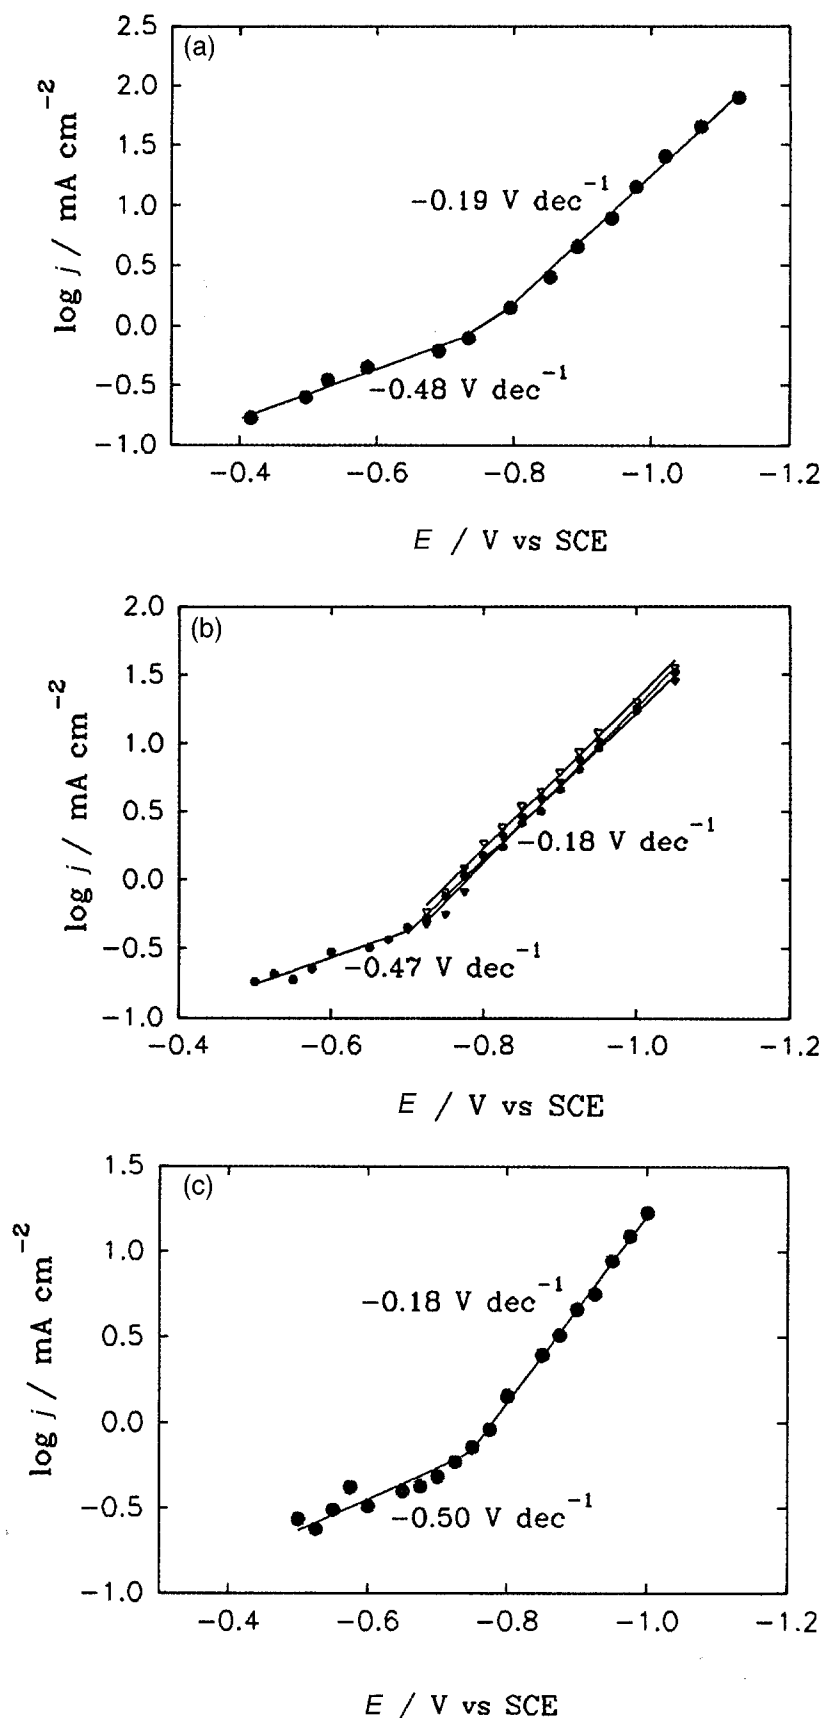 (a)
2.5
2.0
1.5
1.0
0.5
0.0
−0.5
−1.0
log j / mA cm⁻²
−0.19 V dec⁻¹
−0.48 V dec⁻¹
−0.4 −0.6 −0.8 −1.0 −1.2
E / V vs SCE
(b)
2.0
1.5
1.0
0.5
0.0
−0.5
−1.0
log j / mA cm⁻²
−0.18 V dec⁻¹
−0.47 V dec⁻¹
−0.4 −0.6 −0.8 −1.0 −1.2
E / V vs SCE
(c)
1.5
1.0
0.5
0.0
−0.5
−1.0
log j / mA cm⁻²
−0.18 V dec⁻¹
−0.50 V dec⁻¹
−0.4 −0.6 −0.8 −1.0 −1.2
E / V vs SCE